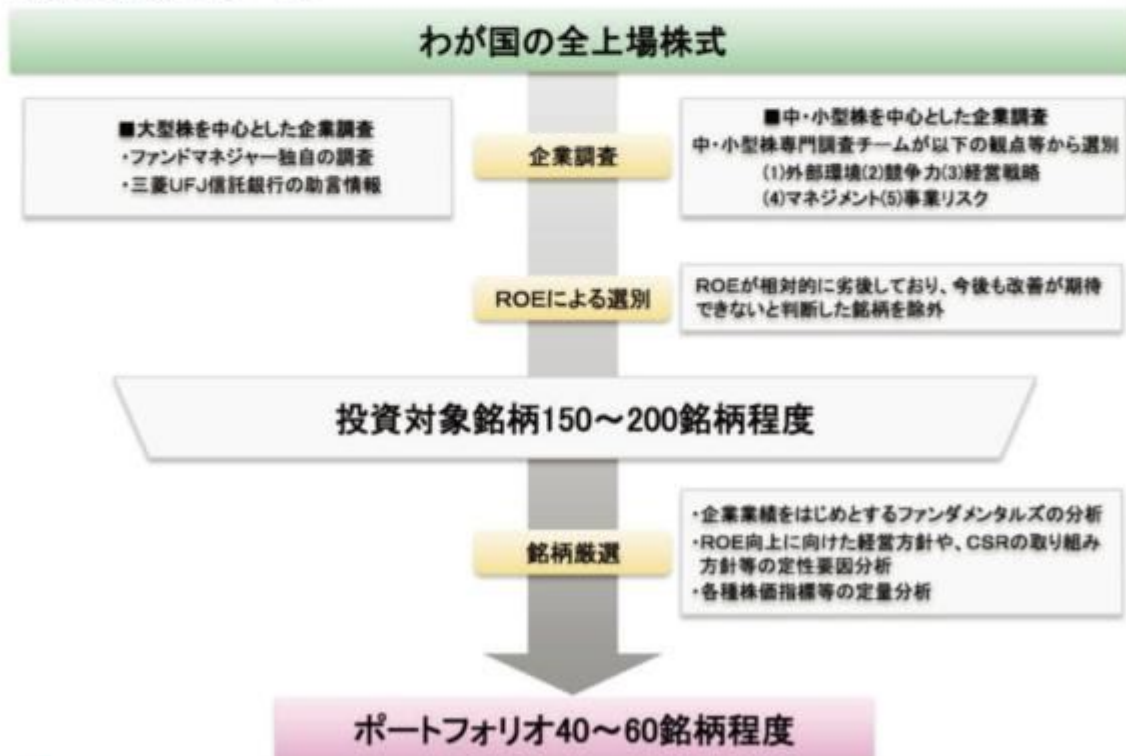 わが国の全上場株式
■大型株を中心とした企業調査
・ファンドマネジャー独自の調査
・三菱UFJ信託銀行の助言情報
企業調査
■中・小型株を中心とした企業調査
中・小型株専門調査チームが以下の観点等から選別
(1)外部環境(2)競争力(3)経営戦略
(4)マネジメント(5)事業リスク
ROEによる選別
ROEが相対的に劣後しており、今後も改善が期待
できないと判断した銘柄を除外
投資対象銘柄150～200銘柄程度
銘柄厳選
・企業業績をはじめとするファンダメンタルズの分析
・ROE向上に向けた経営方針や、CSRの取り組み
方針等の定性要因分析
・各種株価指標等の定量分析
ポートフォリオ40～60銘柄程度